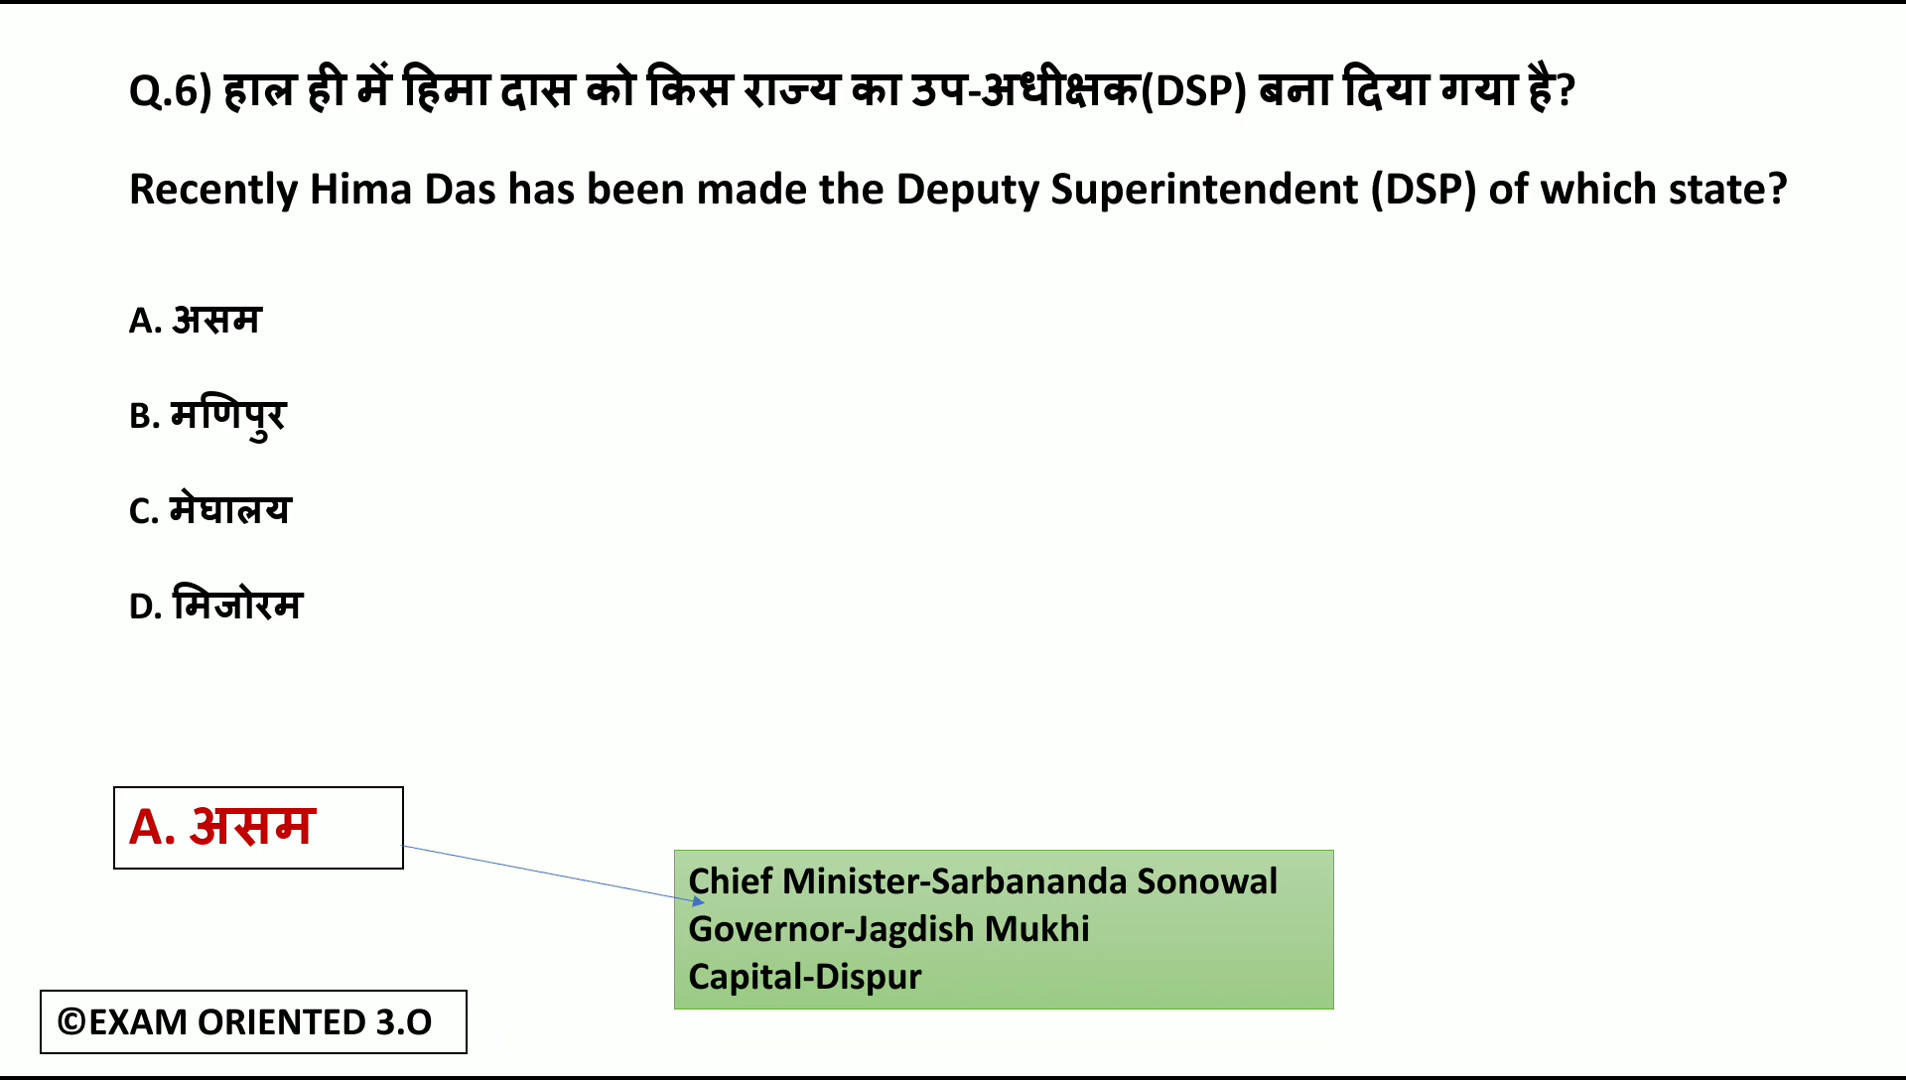 Q.6) हाल ही में हिमा दास को किस राज्य का उप-अधीक्षक(DSP) बना दिया गया है?
Recently Hima Das has been made the Deputy Superintendent (DSP) of which state?
A. असम
B. मणिपुर
C. मेघालय
D. मिजोरम
A. असम
Chief Minister-Sarbananda Sonowal
Governor-Jagdish Mukhi
Capital-Dispur
©EXAM ORIENTED 3.O